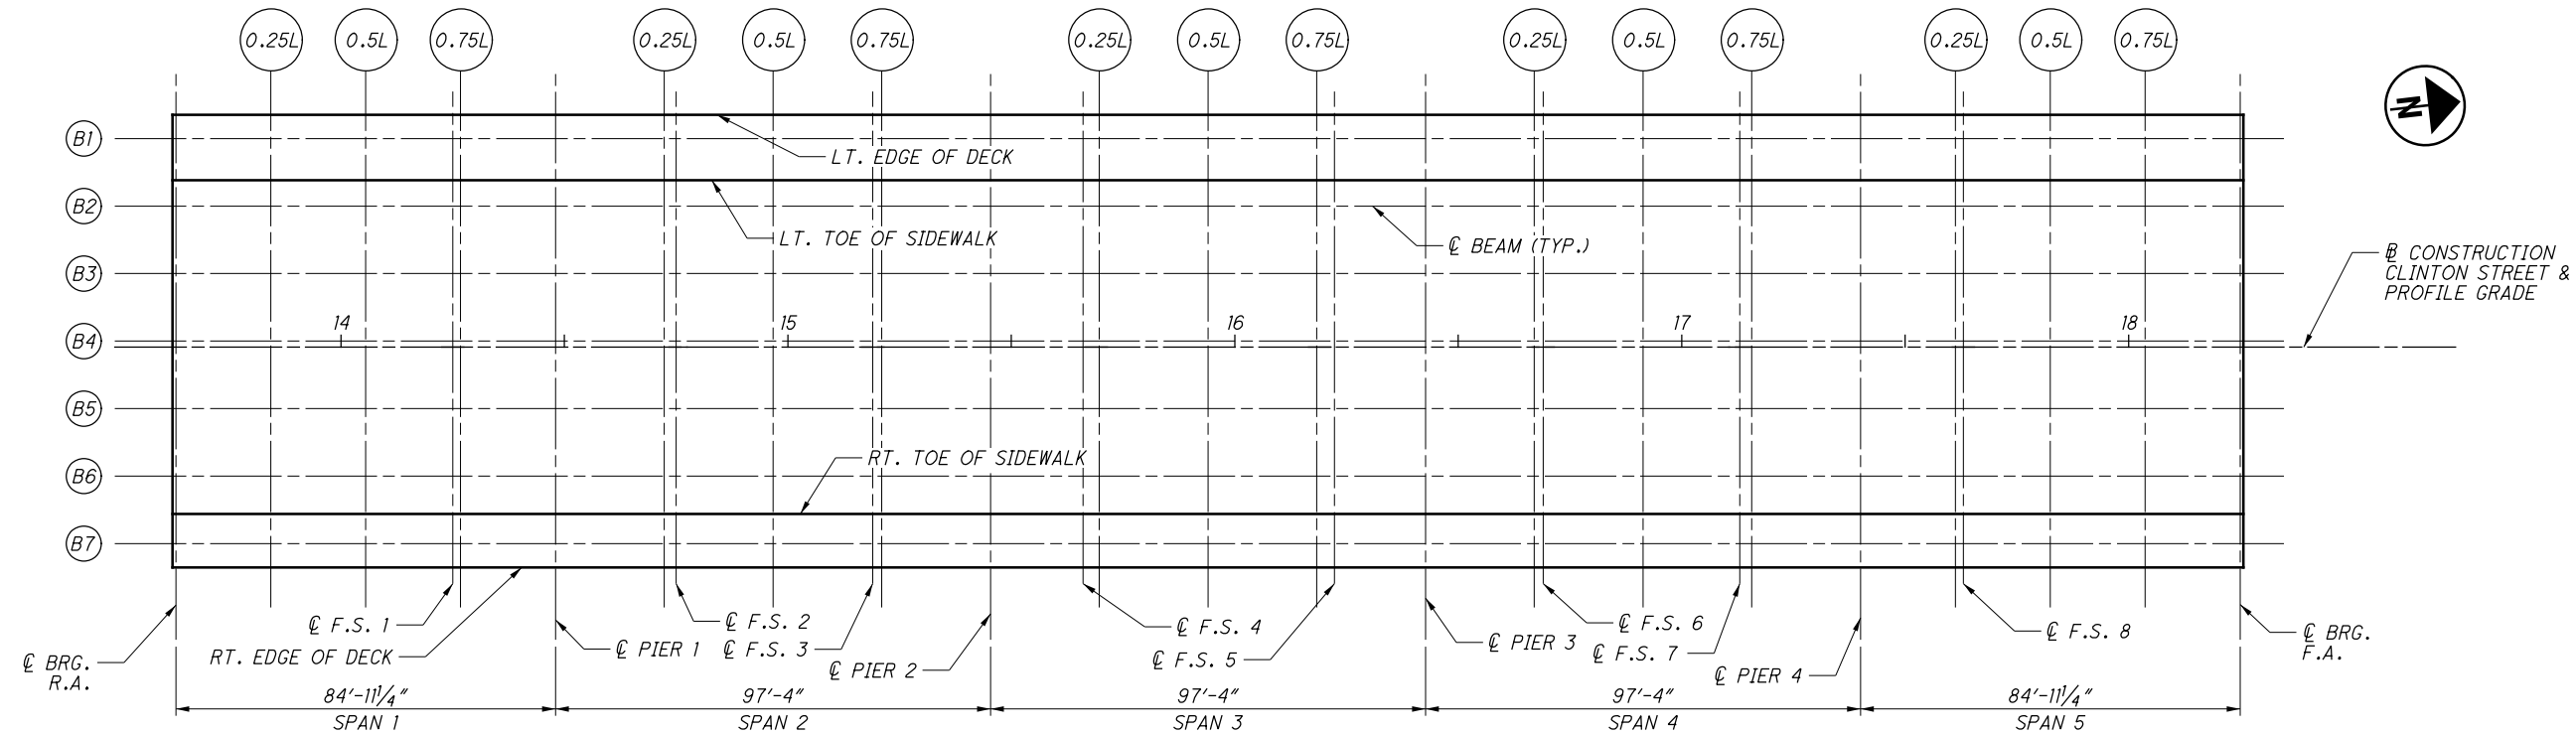 0.25L 0.5L 0.75L 0.25L 0.5L 0.75L 0.25L 0.5L 0.75L 0.25L 0.5L 0.75L 0.25L 0.5L 0.75L
N
B1
LT. EDGE OF DECK
B2
LT. TOE OF SIDEWALK
℄ BEAM (TYP.)
B3
B CONSTRUCTION
CLINTON STREET &
PROFILE GRADE
14 15 16 17 18
B4
B5
RT. TOE OF SIDEWALK
B6
B7
℄ F.S. 1
℄ F.S. 2
℄ F.S. 4
℄ F.S. 6
℄ F.S. 8
℄ BRG.
R.A.
RT. EDGE OF DECK
℄ PIER 1
℄ F.S. 3
℄ PIER 2
℄ F.S. 5
℄ PIER 3
℄ F.S. 7
℄ PIER 4
℄ BRG.
F.A.
84'-11 1/4" 97'-4" 97'-4" 97'-4" 84'-11 1/4"
SPAN 1 SPAN 2 SPAN 3 SPAN 4 SPAN 5